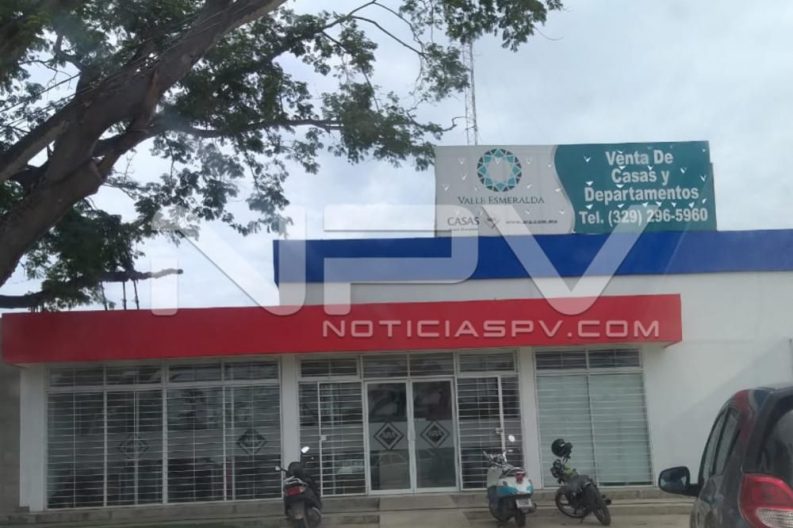 Venta De
Casas y
Departamentos
Tel. (329) 296-5960
VALLE ESMERALDA
CASAS
NPV
NOTICIASPV.COM